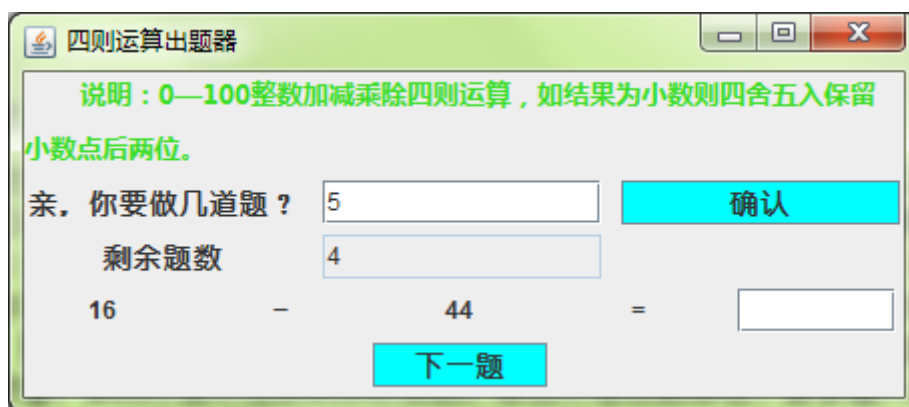 四则运算出题器
说明：0—100整数加减乘除四则运算，如结果为小数则四舍五入保留
小数点后两位。
亲，你要做几道题？ 5 确认
剩余题数 4
16 − 44 =
下一题